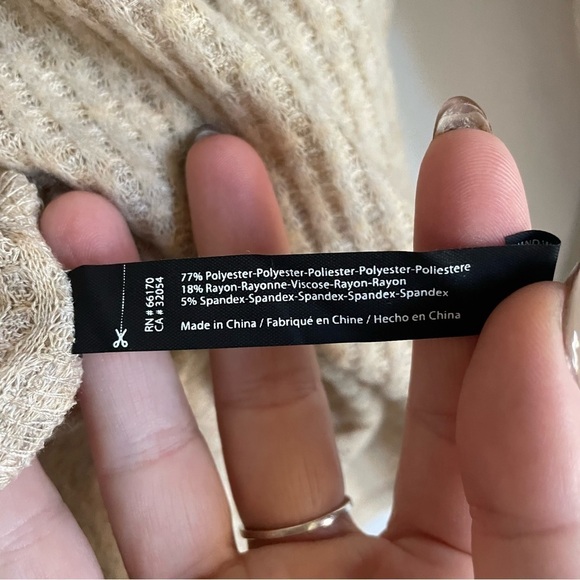 RN # 66170
CA # 32054
77% Polyester-Polyester-Poliester-Polyester-Poliestere
18% Rayon-Rayonne-Viscose-Rayon-Rayon
5% Spandex-Spandex-Spandex-Spandex-Spandex
Made in China / Fabriqué en Chine / Hecho en China